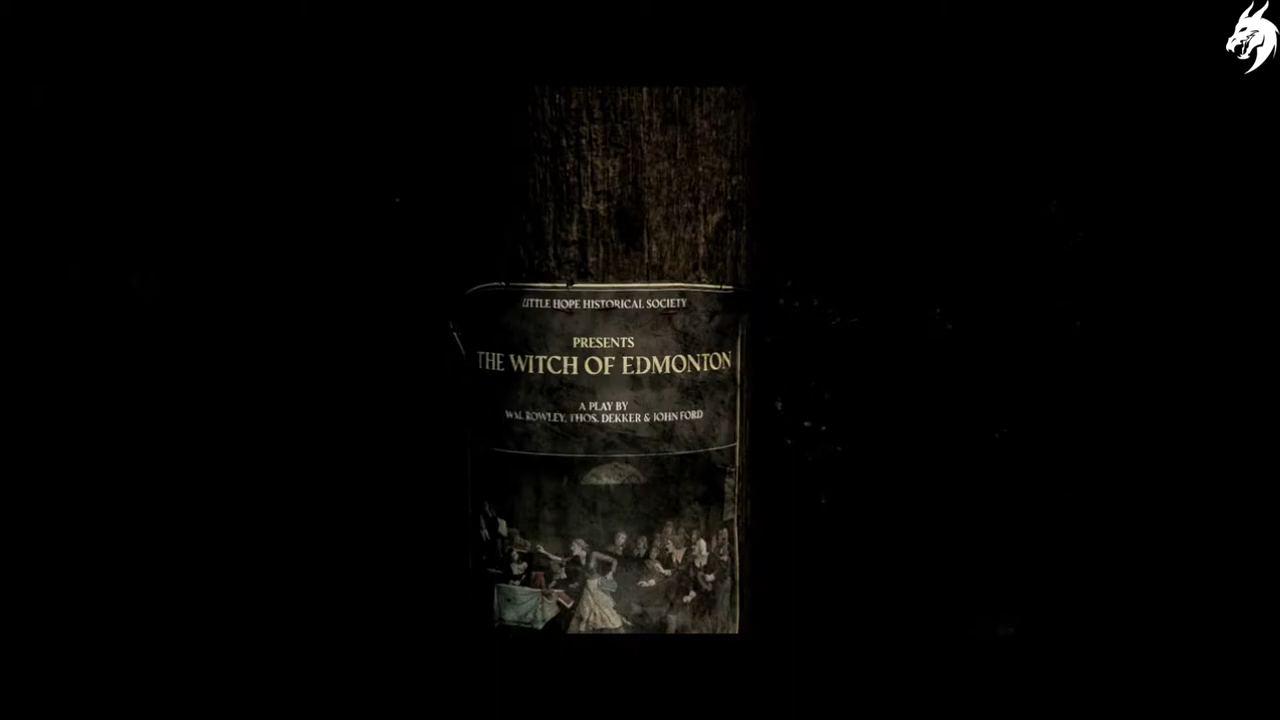 LITTLE HOPE HISTORICAL SOCIETY
PRESENTS
THE WITCH OF EDMONTON
A PLAY BY
WM. ROWLEY, THOS. DEKKER & JOHN FORD